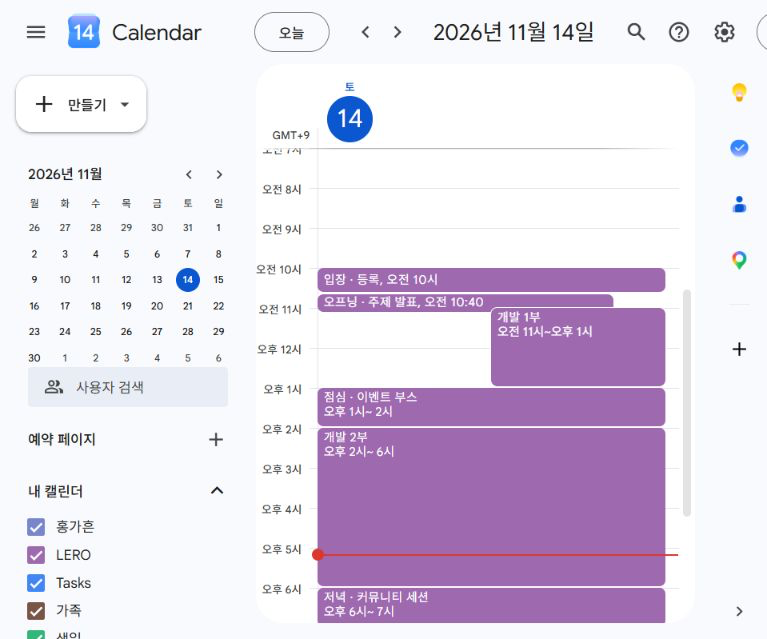 14 Calendar 오늘 2026년 11월 14일
만들기
2026년 11월
월 화 수 목 금 토 일
26 27 28 29 30 31 1
2 3 4 5 6 7 8
9 10 11 12 13 14 15
16 17 18 19 20 21 22
23 24 25 26 27 28 29
30 1 2 3 4 5 6
사용자 검색
예약 페이지
내 캘린더
홍가흔
LERO
Tasks
가족
생일
토
14
GMT+9
오전 7시
오전 8시
오전 9시
오전 10시
입장 · 등록, 오전 10시
오프닝 · 주제 발표, 오전 10:40
오전 11시
개발 1부
오전 11시~오후 1시
오후 12시
오후 1시
점심 · 이벤트 부스
오후 1시~ 2시
오후 2시
개발 2부
오후 2시~ 6시
오후 3시
오후 4시
오후 5시
오후 6시
저녁 · 커뮤니티 세션
오후 6시~ 7시